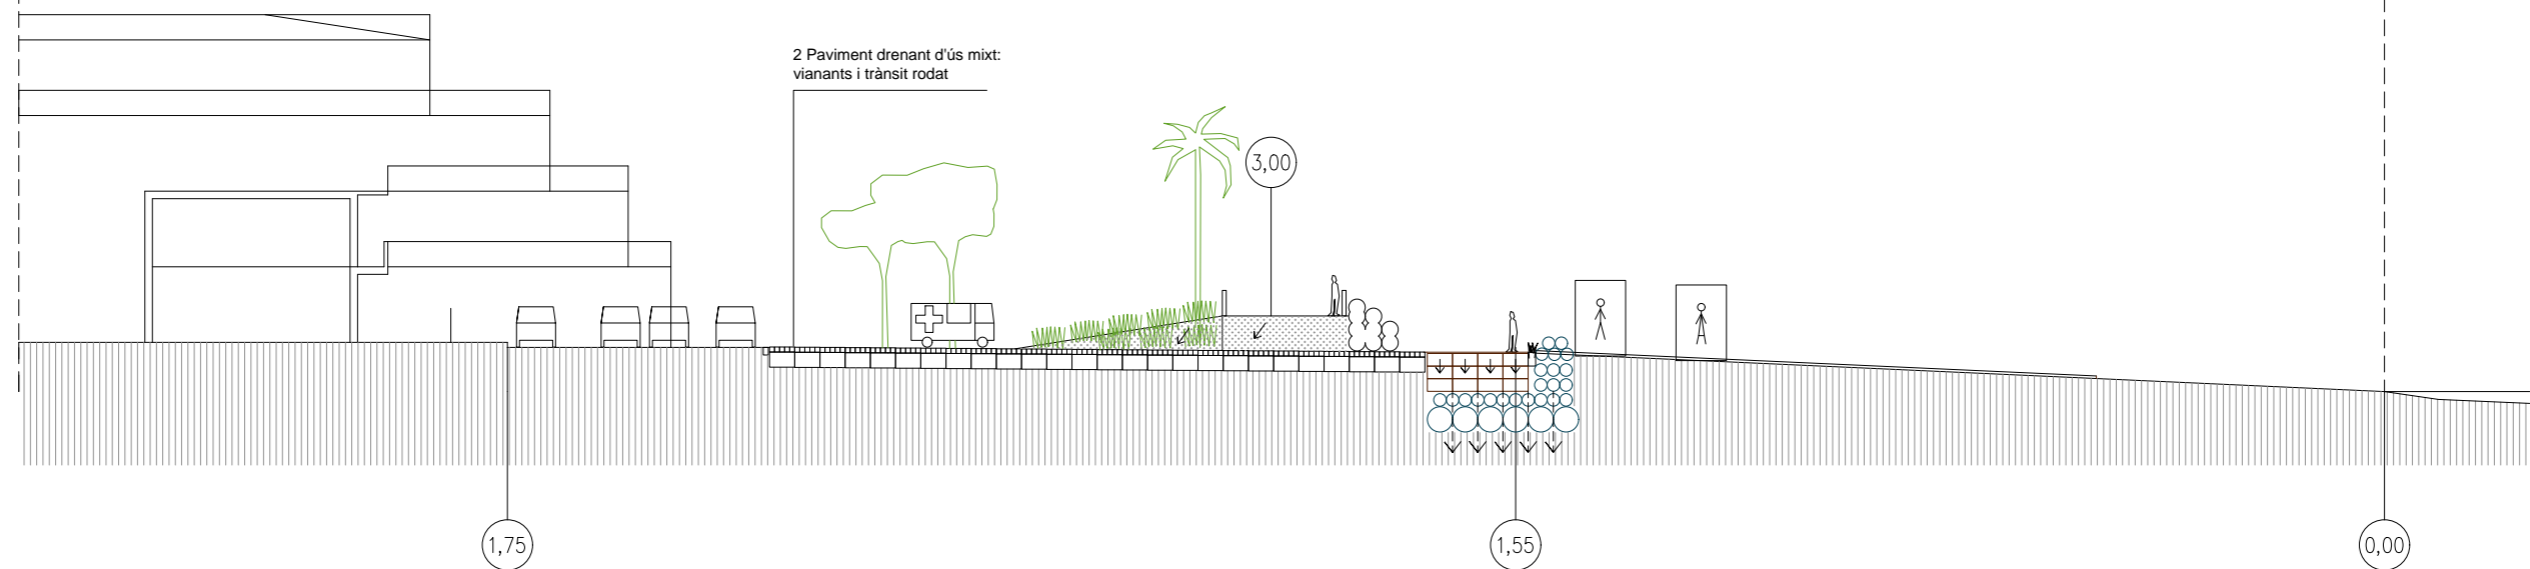 2 Paviment drenant d'ús mixt:
vianants i trànsit rodat
3,00
1,75
1,55
0,00